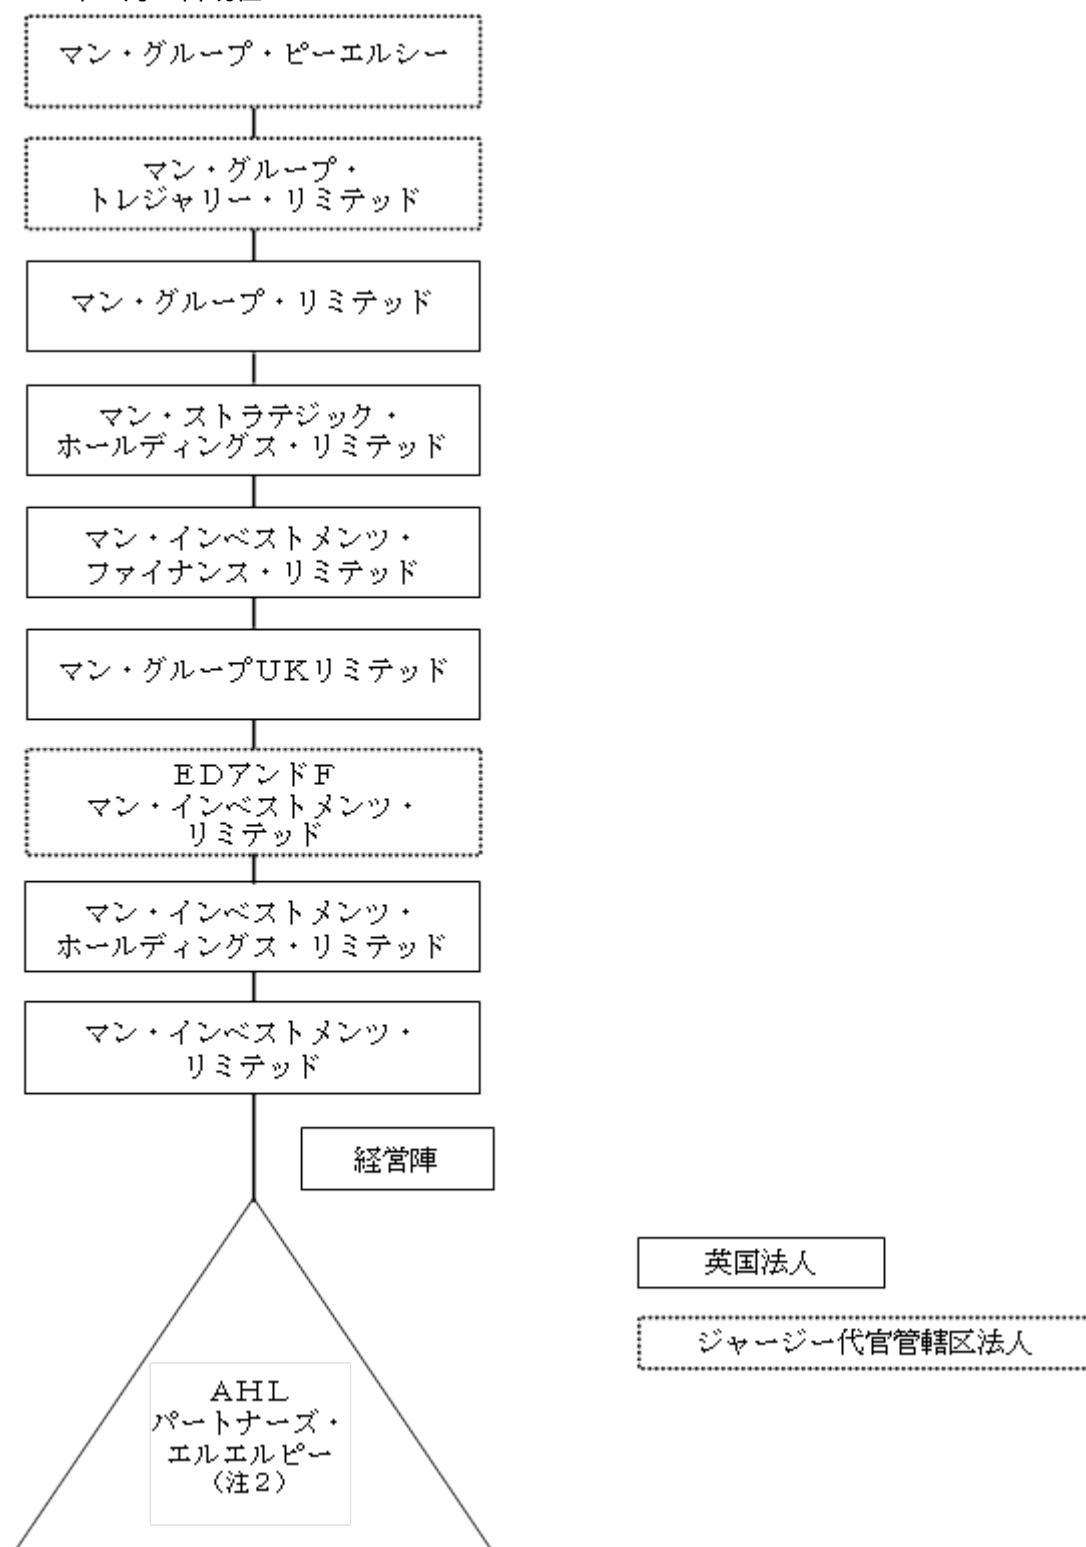 マン・グループ・ピーエルシー
マン・グループ・
トレジャリー・リミテッド
マン・グループ・リミテッド
マン・ストラテジック・
ホールディングス・リミテッド
マン・インベストメンツ・
ファイナンス・リミテッド
マン・グループＵＫリミテッド
ＥＤアンドＦ
マン・インベストメンツ・
リミテッド
マン・インベストメンツ・
ホールディングス・リミテッド
マン・インベストメンツ・
リミテッド
経営陣
英国法人
ジャージー代官管轄区法人
ＡＨＬ
パートナーズ・
エルエルピー
（注２）